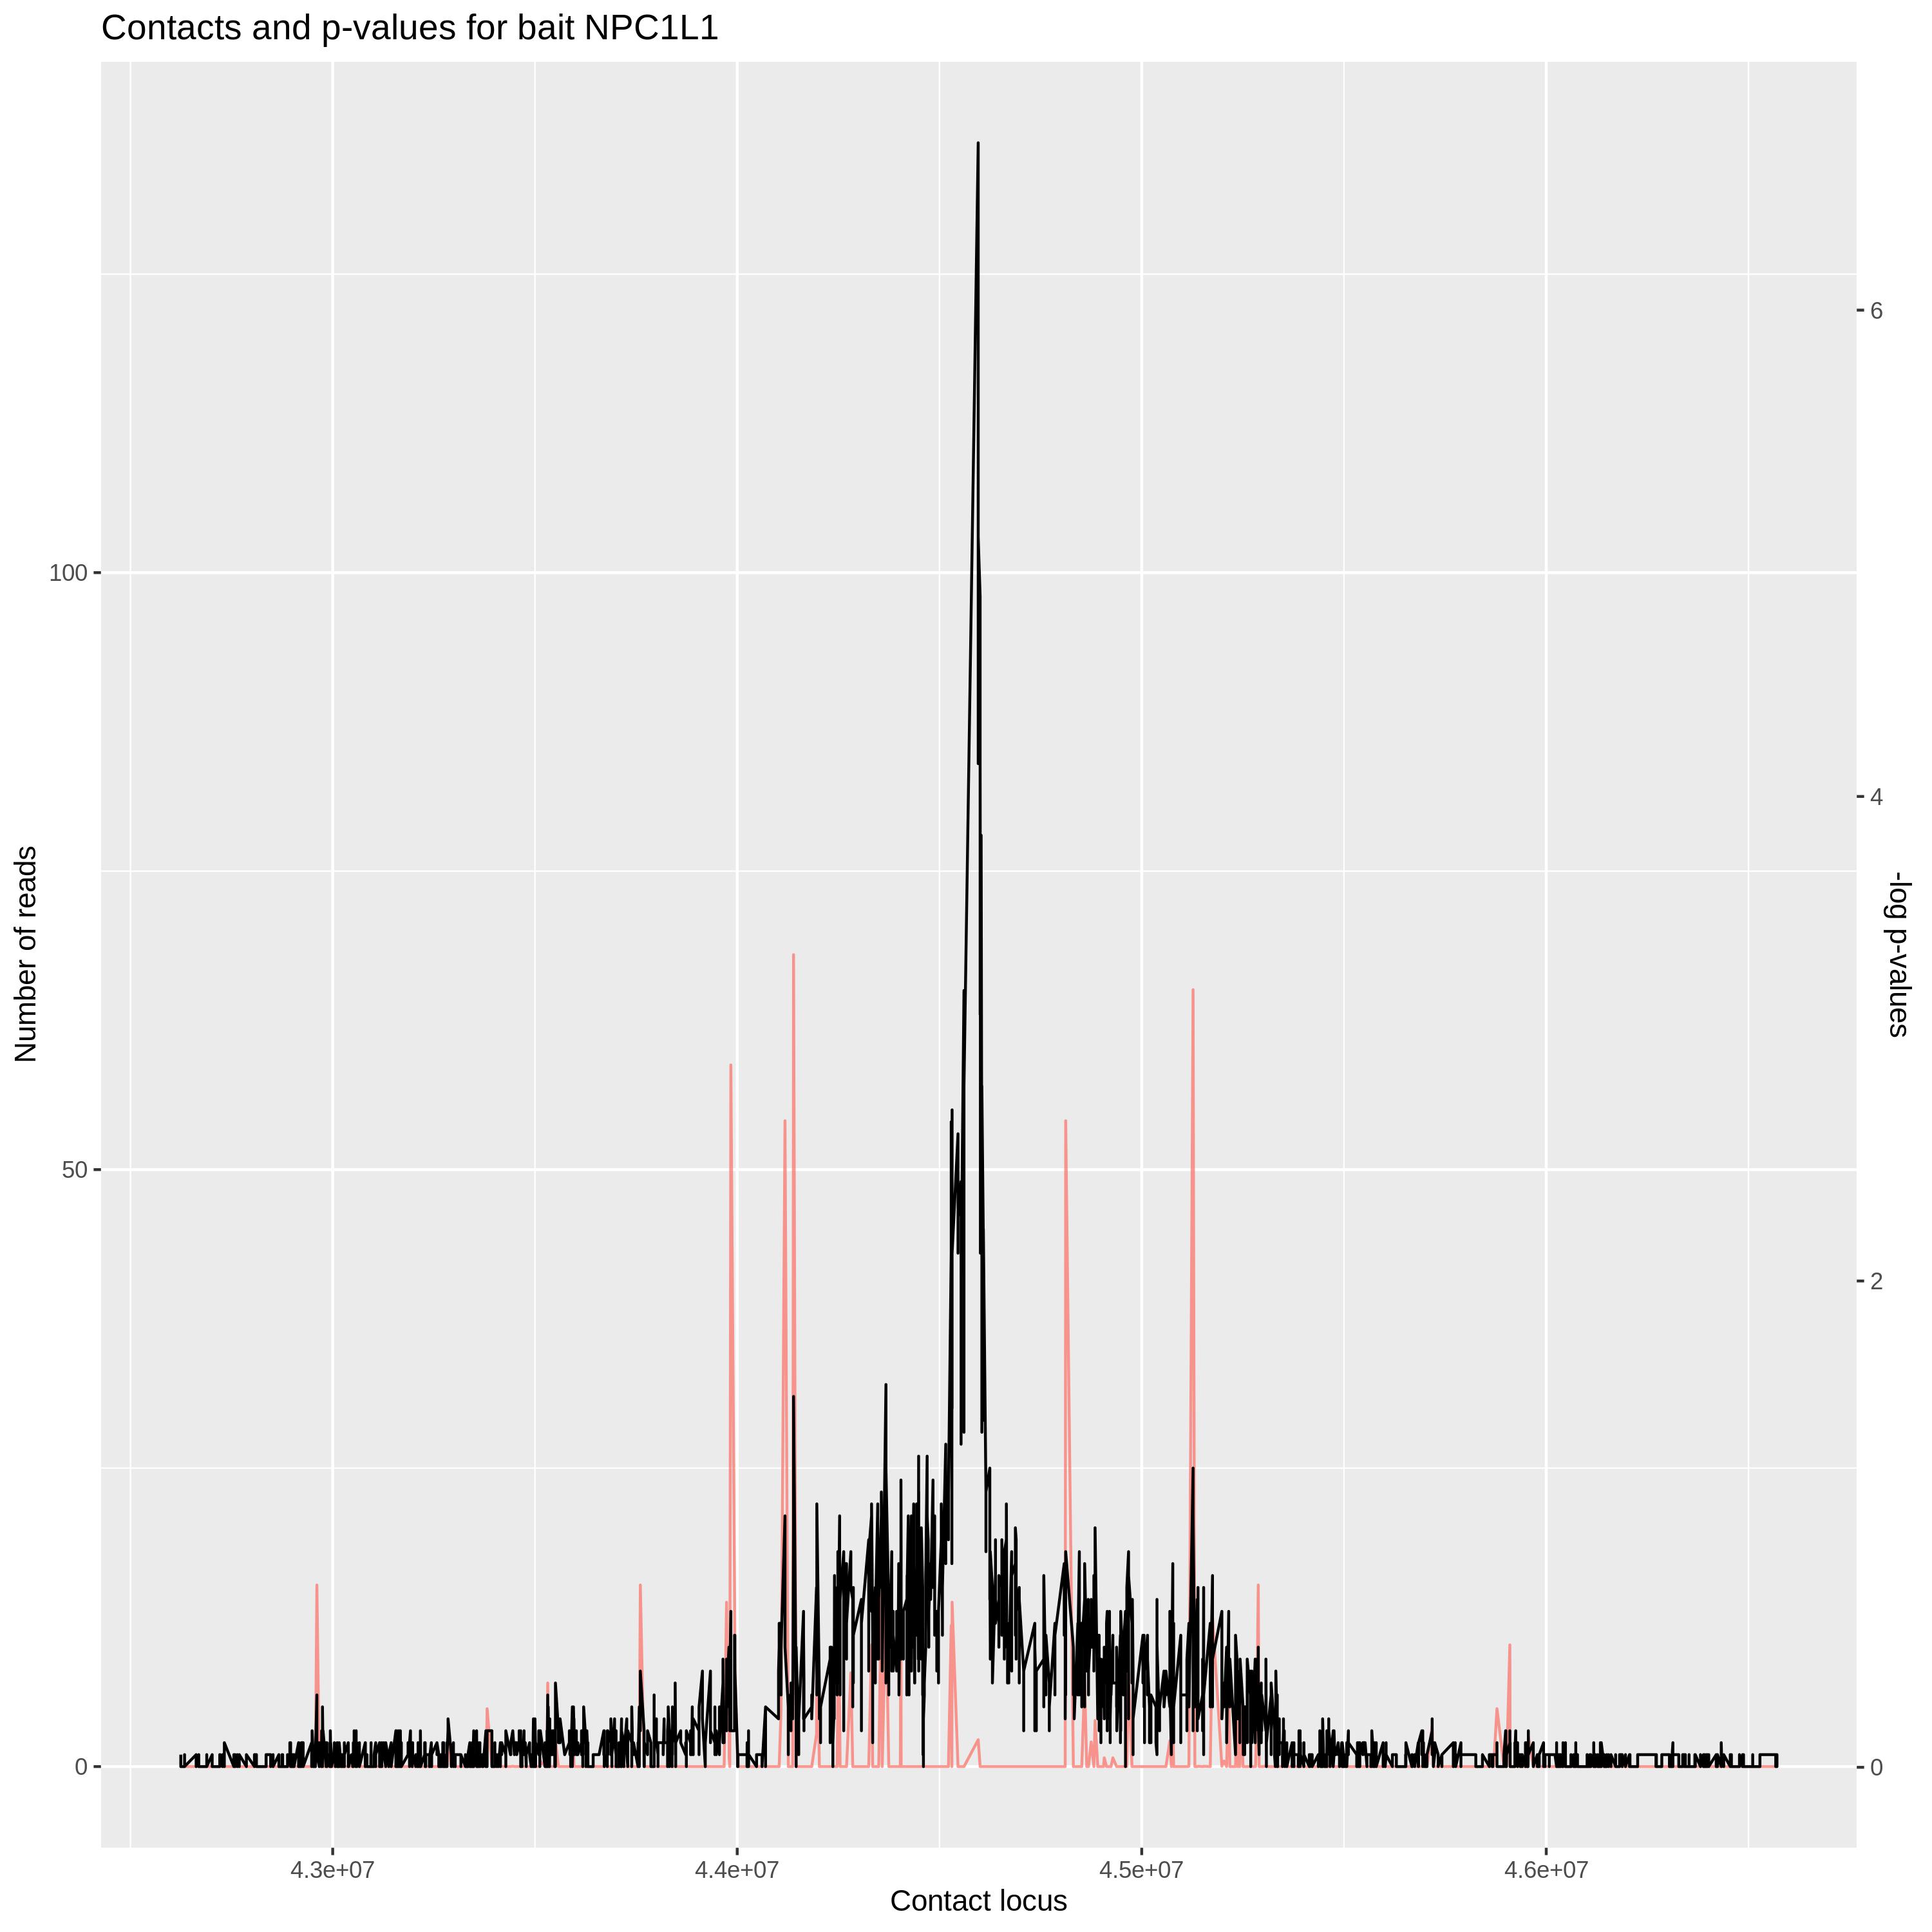 Contacts and p-values for bait NPC1L1
Number of reads
100
50
0
6
4
2
0
-log p-values
4.3e+07
4.4e+07
4.5e+07
4.6e+07
Contact locus